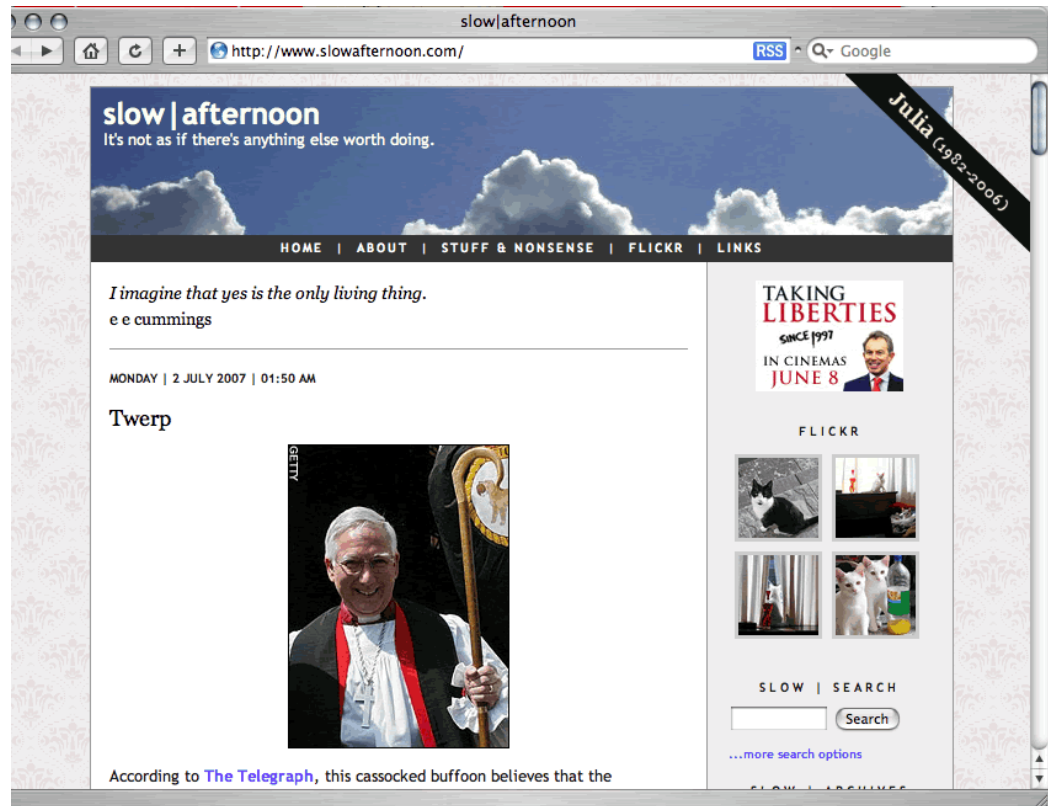 slow|afternoon
http://www.slowafternoon.com/
RSS
Google
slow|afternoon
It's not as if there's anything else worth doing.
Julia (1982-2006)
HOME | ABOUT | STUFF & NONSENSE | FLICKR | LINKS
I imagine that yes is the only living thing.
e e cummings
MONDAY | 2 JULY 2007 | 01:50 AM
Twerp
GETTY
According to The Telegraph, this cassocked buffoon believes that the
TAKING
LIBERTIES
SINCE 1997
IN CINEMAS
JUNE 8
FLICKR
SLOW | SEARCH
Search
...more search options
SLOW | ARCHIVES